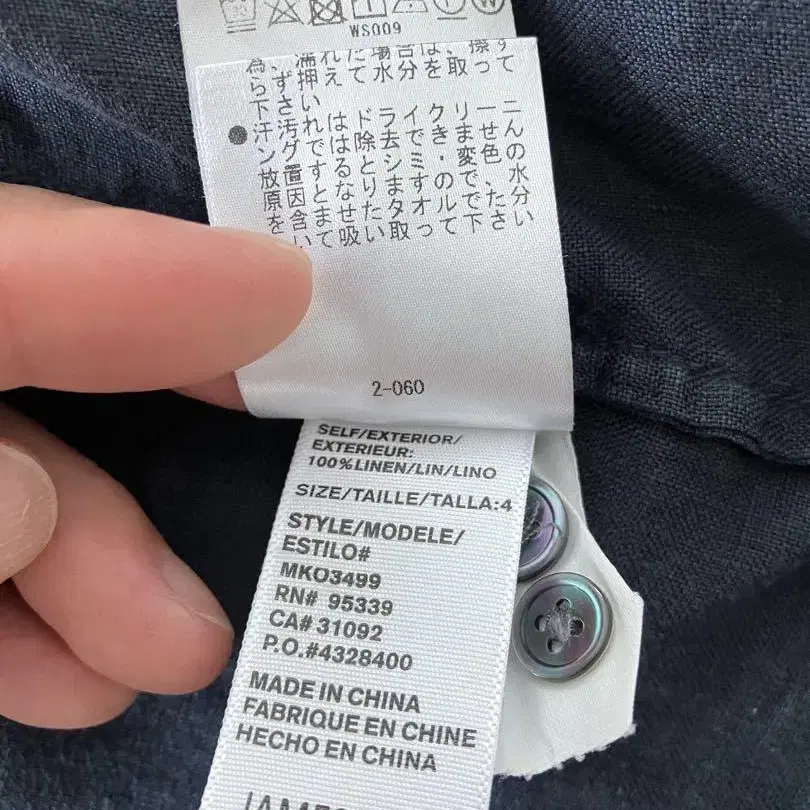 WS009
為、濡れた場合は、擦す
らず押えて水分を取って
下さい
●汗汚れは、ドライクリーニ
ングでは除去できません
放置するとシミ・変色の
原因となりますので、水分
を含ませたタオルでたた
いて吸い取って下さい
2-060
SELF/EXTERIOR/
EXTERIEUR:
100%LINEN/LIN/LINO
SIZE/TAILLE/TALLA:4
STYLE/MODELE/
ESTILO#
MKO3499
RN# 95339
CA# 31092
P.O.#4328400
MADE IN CHINA
FABRIQUE EN CHINE
HECHO EN CHINA